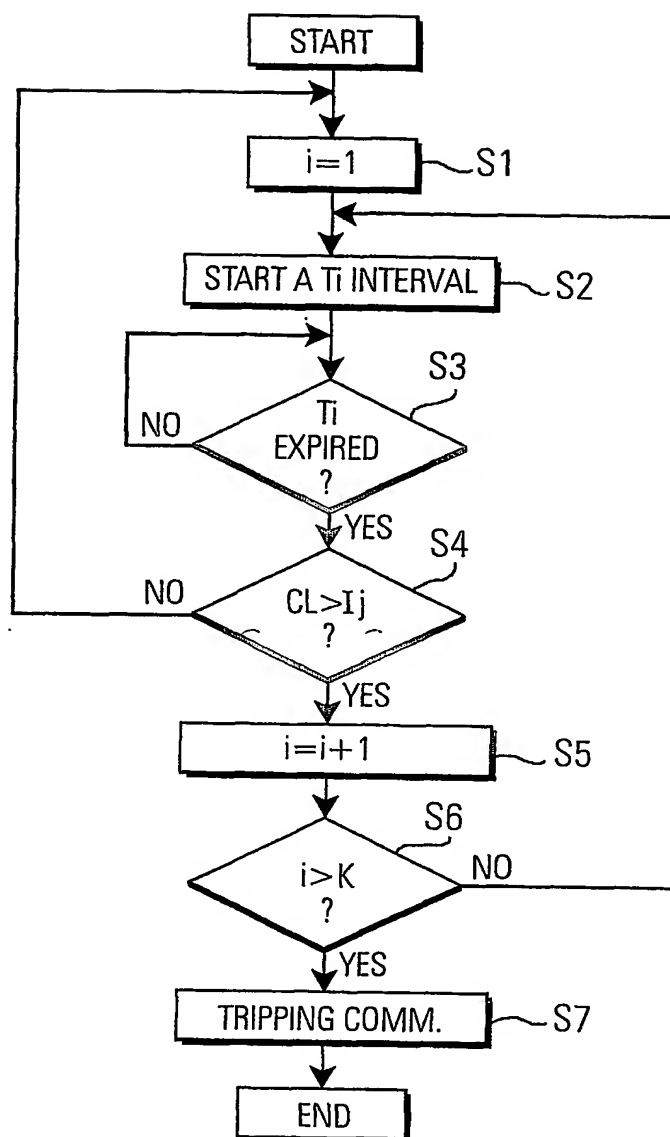 START
i=1
S1
START A Ti INTERVAL
S2
S3
NO
Ti
EXPIRED
?
YES
S4
NO
CL>Ij
?
YES
i=i+1
S5
S6
i>K
NO
?
YES
TRIPPING COMM.
S7
END